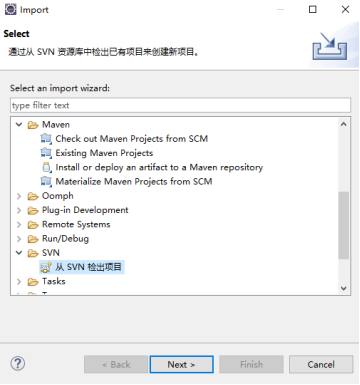 Import
Select
通过从 SVN 资源库中检出已有项目来创建新项目。
Select an import wizard:
type filter text
Maven
Check out Maven Projects from SCM
Existing Maven Projects
Install or deploy an artifact to a Maven repository
Materialize Maven Projects from SCM
Oomph
Plug-in Development
Remote Systems
Run/Debug
SVN
从 SVN 检出项目
Tasks
?
< Back
Next >
Finish
Cancel